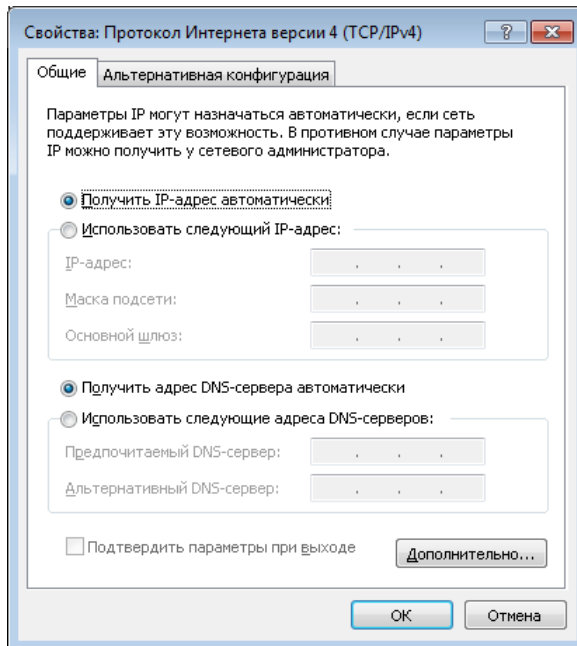 Свойства: Протокол Интернета версии 4 (TCP/IPv4)
Общие
Альтернативная конфигурация
Параметры IP могут назначаться автоматически, если сеть
поддерживает эту возможность. В противном случае параметры
IP можно получить у сетевого администратора.
Получить IP-адрес автоматически
Использовать следующий IP-адрес:
IP-адрес:
Маска подсети:
Основной шлюз:
Получить адрес DNS-сервера автоматически
Использовать следующие адреса DNS-серверов:
Предпочитаемый DNS-сервер:
Альтернативный DNS-сервер:
Подтвердить параметры при выходе
Дополнительно...
ОК
Отмена